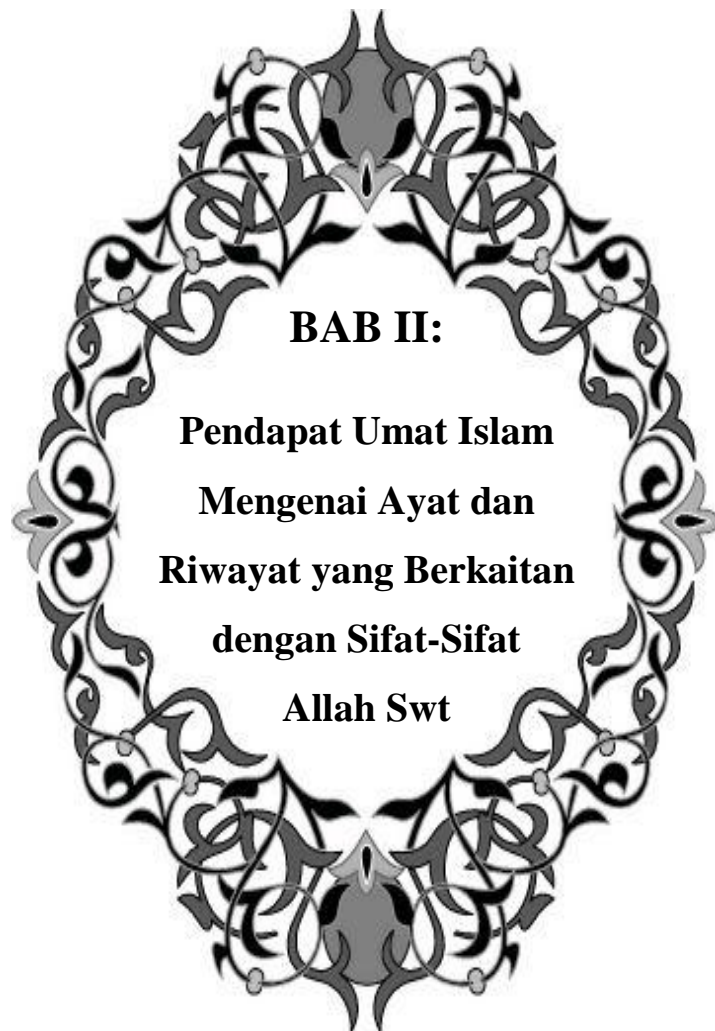 BAB II:
Pendapat Umat Islam
Mengenai Ayat dan
Riwayat yang Berkaitan
dengan Sifat-Sifat
Allah Swt